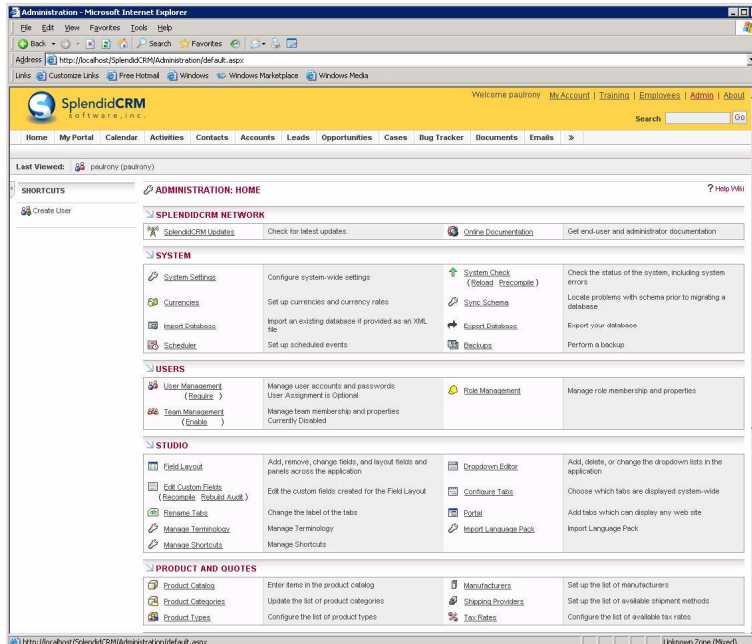 Administration - Microsoft Internet Explorer
File Edit View Favorites Tools Help
Back Search Favorites
Address http://localhost/SplendidCRM/Administration/default.aspx
Links Customize Links Free Hotmail Windows Windows Marketplace Windows Media
SplendidCRM
software, inc.
Welcome paulrony My Account | Training | Employees | Admin | About
Search Go
Home My Portal Calendar Activities Contacts Accounts Leads Opportunities Cases Bug Tracker Documents Emails »
Last Viewed: paulrony (paulrony)
SHORTCUTS
Create User
ADMINISTRATION: HOME ? Help Wiki
SPLENDIDCRM NETWORK
SplendidCRM Updates Check for latest updates. Online Documentation Get end-user and administrator documentation
SYSTEM
System Settings Configure system-wide settings
System Check
(Reload Precompile)
Check the status of the system, including system
errors
Currencies Set up currencies and currency rates
Sync Schema
Locate problems with schema prior to migrating a
database
Import Database
Import an existing database if provided as an XML
file
Export Database Export your database
Scheduler Set up scheduled events Backups Perform a backup
USERS
User Management
(Require )
Manage user accounts and passwords
User Assignment is Optional
Role Management Manage role membership and properties
Team Management
(Enable )
Manage team membership and properties
Currently Disabled
STUDIO
Field Layout
Add, remove, change fields, and layout fields and
panels across the application
Dropdown Editor
Add, delete, or change the dropdown lists in the
application
Edit Custom Fields
(Recompile Rebuild Audit)
Edit the custom fields created for the Field Layout
Configure Tabs Choose which tabs are displayed system-wide
Rename Tabs Change the label of the tabs Portal Add tabs which can display any web site
Manage Terminology Manage Terminology Import Language Pack Import Language Pack
Manage Shortcuts Manage Shortcuts
PRODUCT AND QUOTES
Product Catalog Enter items in the product catalog Manufacturers Set up the list of manufacturers
Product Categories Update the list of product categories Shipping Providers Set up the list of available shipment methods
Product Types Configure the list of product types Tax Rates Configure the list of available tax rates
http://localhost/SplendidCRM/Administration/default.aspx Unknown Zone (Mixed)